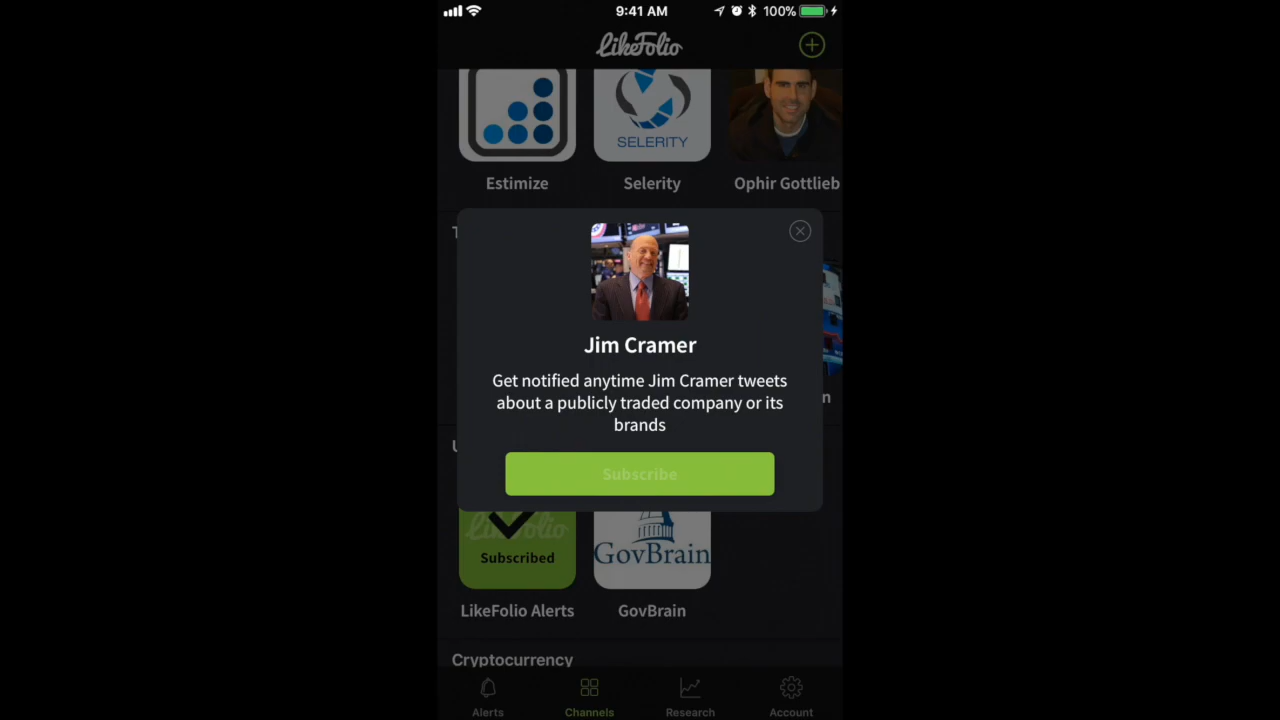 9:41 AM
100%
LikeFolio
SELERITY
Estimize
Selerity
Ophir Gottlieb
T
Jim Cramer
Get notified anytime Jim Cramer tweets
about a publicly traded company or its
brands
n
U
Subscribe
LikeFolio
Subscribed
GovBrain
LikeFolio Alerts
GovBrain
Cryptocurrency
Alerts
Channels
Research
Account